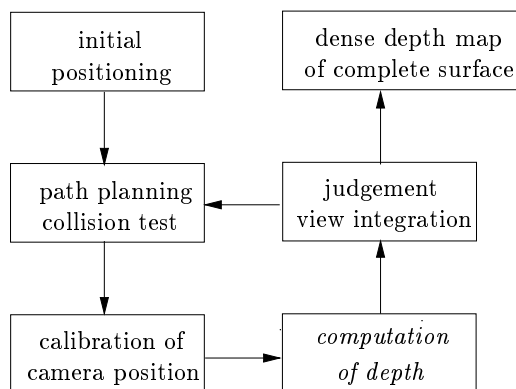 initial
positioning
dense depth map
of complete surface
path planning
collision test
judgement
view integration
calibration of
camera position
computation
of depth